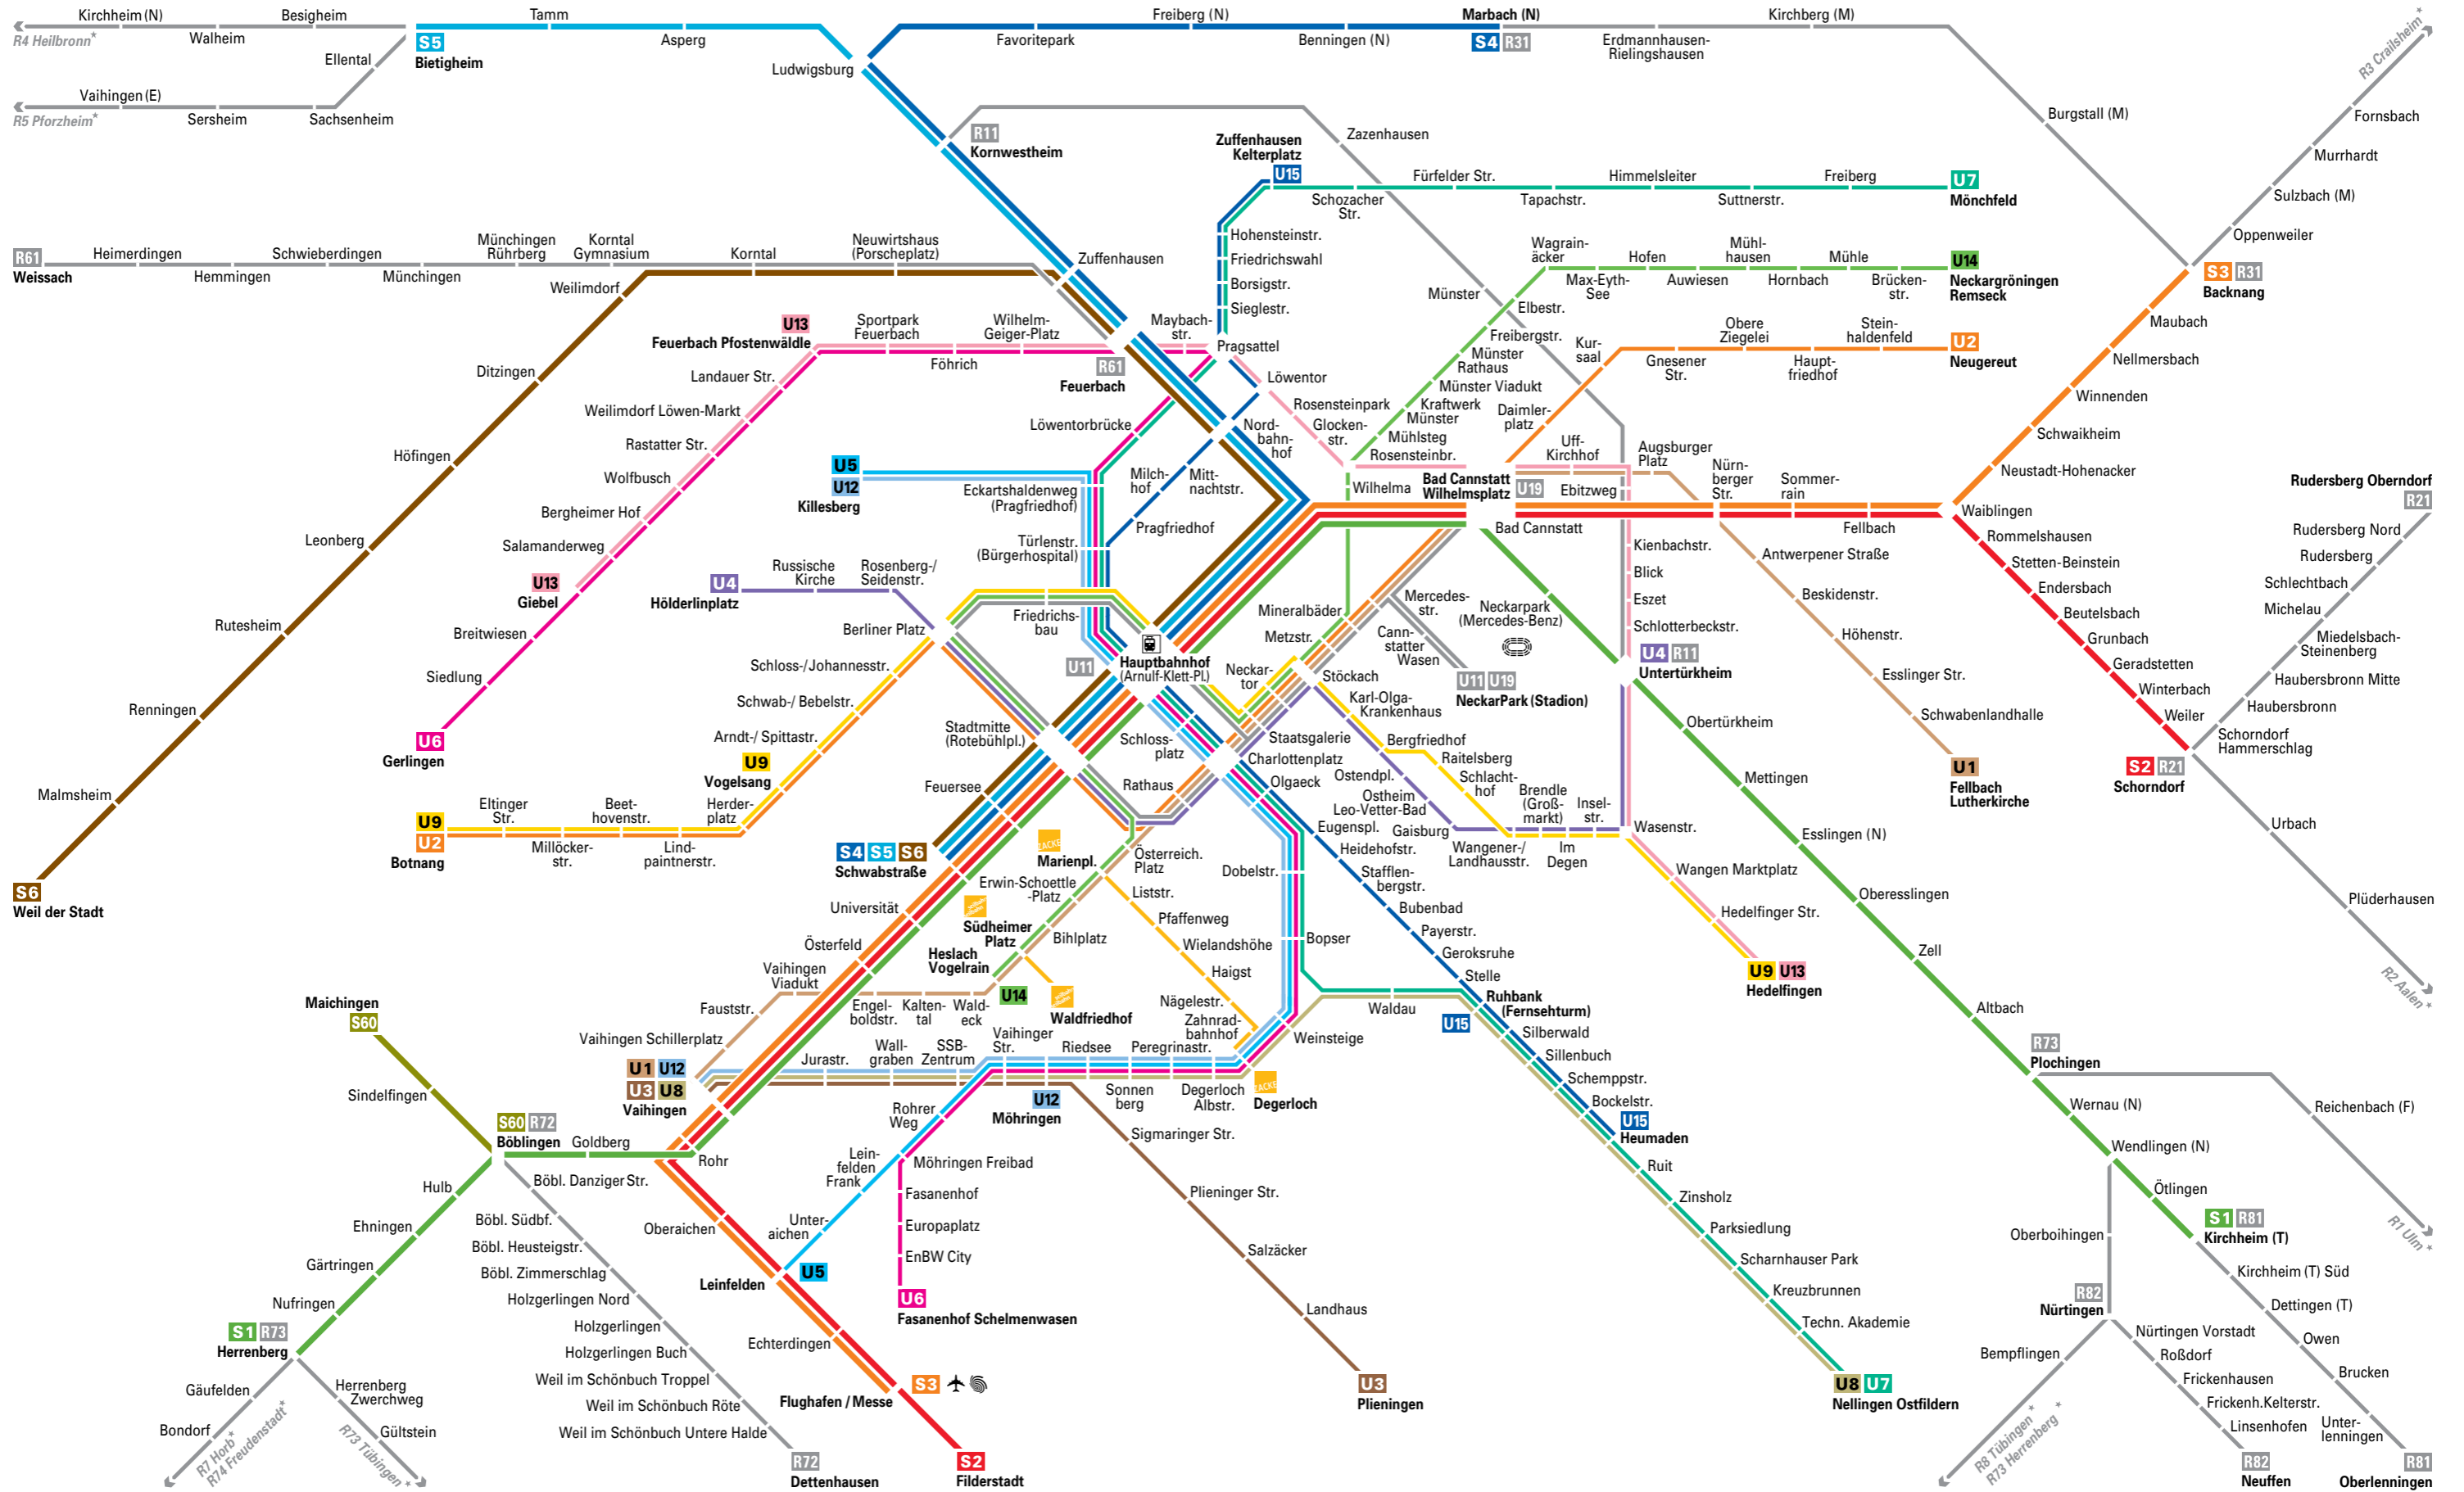 Kirchheim (N)
Besigheim
Walheim
R4 Heilbronn*
Ellental
Vaihingen (E)
Sersheim
Sachsenheim
R5 Pforzheim*
S5
Bietigheim
Tamm
Asperg
Ludwigsburg
Favoritepark
Freiberg (N)
Benningen (N)
Marbach (N)
S4 R31
Erdmannhausen-
Rielingshausen
Kirchberg (M)
Burgstall (M)
R3 Crailsheim*
Fornsbach
Murrhardt
Sulzbach (M)
Oppenweiler
S3 R31
Backnang
Maubach
Nellmersbach
Winnenden
Schwaikheim
Neustadt-Hohenacker
Waiblingen
R11
Kornwestheim
Zazenhausen
Münster
Zuffenhausen
Kelterplatz
U15
Schozacher
Str.
Fürfelder Str.
Tapachstr.
Himmelsleiter
Suttnerstr.
Freiberg
U7
Mönchfeld
Hohensteinstr.
Friedrichswahl
Borsigstr.
Sieglestr.
Pragsattel
Maybach-
str.
Wagrain-
äcker
Max-Eyth-
See
Hofen
Auwiesen
Mühl-
hausen
Hornbach
Mühle
Brücken-
str.
U14
Neckargröningen
Remseck
Elbestr.
Freibergstr.
Münster
Rathaus
Münster Viadukt
Kraftwerk
Münster
Mühlsteg
Rosensteinbr.
Wilhelma
Kur-
saal
Daimler-
platz
Gnesener
Str.
Obere
Ziegelei
Haupt-
friedhof
Stein-
haldenfeld
U2
Neugereut
R61
Weissach
Heimerdingen
Hemmingen
Schwieberdingen
Münchingen
Münchingen
Rührberg
Korntal
Gymnasium
Korntal
Neuwirtshaus
(Porscheplatz)
Zuffenhausen
Weilimdorf
Ditzingen
Höfingen
Leonberg
Rutesheim
Renningen
Malmsheim
S6
Weil der Stadt
U13
Feuerbach Pfostenwäldle
Sportpark
Feuerbach
Föhrich
Wilhelm-
Geiger-Platz
R61
Feuerbach
Landauer Str.
Weilimdorf Löwen-Markt
Rastatter Str.
Wolfbusch
Bergheimer Hof
Salamanderweg
U13
Giebel
Breitwiesen
Siedlung
U6
Gerlingen
Löwentor
Rosensteinpark
Glocken-
str.
Löwentorbrücke
Nord-
bahn-
hof
Milch-
hof
Mitt-
nachtstr.
Pragfriedhof
U5
U12
Killesberg
Eckartshaldenweg
(Pragfriedhof)
Türlenstr.
(Bürgerhospital)
U4
Hölderlinplatz
Russische
Kirche
Rosenberg-/
Seidenstr.
Berliner Platz
Friedrichs-
bau
U11
Hauptbahnhof
(Arnulf-Klett-Pl.)
Schloss-/Johannesstr.
Schwab-/ Bebelstr.
Arndt-/ Spittastr.
U9
Vogelsang
Herder-
platz
U9
U2
Botnang
Eltinger
Str.
Millöcker-
str.
Beet-
hovenstr.
Lind-
paintnerstr.
Stadtmitte
(Rotebühlpl.)
Feuersee
S4 S5 S6
Schwabstraße
Universität
Österfeld
Bad Cannstatt
Wilhelmsplatz
U19
Bad Cannstatt
Uff-
Kirchhof
Ebitzweg
Augsburger
Platz
Nürn-
berger
Str.
Sommer-
rain
Fellbach
Kienbachstr.
Blick
Eszet
Schlotterbeckstr.
U4 R11
Untertürkheim
Antwerpener Straße
Beskidenstr.
Höhenstr.
Esslinger Str.
Schwabenlandhalle
U1
Fellbach
Lutherkirche
Rommelshausen
Stetten-Beinstein
Endersbach
Beutelsbach
Grunbach
Geradstetten
Winterbach
Weiler
S2 R21
Schorndorf
Rudersberg Oberndorf
R21
Rudersberg Nord
Rudersberg
Schlechtbach
Michelau
Miedelsbach-
Steinenberg
Haubersbronn Mitte
Haubersbronn
Schorndorf
Hammerschlag
Urbach
Plüderhausen
R2 Aalen*
Mineralbäder
Metzstr.
Mercedes-
str.
Cann-
statter
Wasen
Neckarpark
(Mercedes-Benz)
U11 U19
NeckarPark (Stadion)
Neckar-
tor
Stöckach
Staatsgalerie
Charlottenplatz
Schloss-
platz
Rathaus
Olgaeck
Karl-Olga-
Krankenhaus
Bergfriedhof
Raitelsberg
Schlacht-
hof
Ostendpl.
Ostheim
Leo-Vetter-Bad
Gaisburg
Wangener-/
Landhausstr.
Brendle
(Groß-
markt)
Im
Degen
Insel-
str.
Wasenstr.
Wangen Marktplatz
Hedelfinger Str.
U9 U13
Hedelfingen
Obertürkheim
Mettingen
Esslingen (N)
Oberesslingen
Zell
Altbach
R73
Plochingen
Reichenbach (F)
R1 Ulm*
Wernau (N)
Wendlingen (N)
Ötlingen
S1 R81
Kirchheim (T)
Kirchheim (T) Süd
Dettingen (T)
Owen
Brucken
Unter-
lenningen
R81
Oberlenningen
Oberboihingen
R82
Nürtingen
Nürtingen Vorstadt
Roßdorf
Frickenhausen
Frickenh.Kelterstr.
Linsenhofen
R82
Neuffen
Bempflingen
R8 Tübingen*
R73 Herrenberg*
Eugenspl.
Heidehofstr.
Stafflen-
bergstr.
Bubenbad
Payerstr.
Geroksruhe
Stelle
Ruhbank
(Fernsehturm)
U15
Waldau
Weinsteige
Dobelstr.
Bopser
Silberwald
Sillenbuch
Schemppstr.
Bockelstr.
U15
Heumaden
Ruit
Zinsholz
Parksiedlung
Scharnhauser Park
Kreuzbrunnen
Techn. Akademie
U8 U7
Nellingen Ostfildern
ZACKE
Marienpl.
Österreich.
Platz
Erwin-Schoettle
-Platz
Liststr.
Pfaffenweg
Wielandshöhe
Haigst
Nägelestr.
Zahnrad-
bahnhof
ZACKE
Degerloch
Südheimer
Platz
Bihlplatz
Heslach
Vogelrain
U14
Waldfriedhof
Vaihingen
Viadukt
Fauststr.
Engel-
boldstr.
Kalten-
tal
Wald-
eck
Vaihingen Schillerplatz
U1 U12
U3 U8
Vaihingen
Jurastr.
Wall-
graben
SSB-
Zentrum
Vaihinger
Str.
Riedsee
Peregrinastr.
U12
Möhringen
Sonnen
berg
Degerloch
Albstr.
Sigmaringer Str.
Plieninger Str.
Salzäcker
Landhaus
U3
Plieningen
Rohrer
Weg
Lein-
felden
Frank
Unter-
aichen
U5
Leinfelden
Möhringen Freibad
Fasanenhof
Europaplatz
EnBW City
U6
Fasanenhof Schelmenwasen
Maichingen
S60
Sindelfingen
S60 R72
Böblingen
Goldberg
Rohr
Oberaichen
Echterdingen
S3
Flughafen / Messe
S2
Filderstadt
Hulb
Ehningen
Gärtringen
Nufringen
S1 R73
Herrenberg
Gäufelden
Bondorf
R7 Horb*
R74 Freudenstadt*
Herrenberg
Zwerchweg
Gültstein
R73 Tübingen*
Böbl. Danziger Str.
Böbl. Südbf.
Böbl. Heusteigstr.
Böbl. Zimmerschlag
Holzgerlingen Nord
Holzgerlingen
Holzgerlingen Buch
Weil im Schönbuch Troppel
Weil im Schönbuch Röte
Weil im Schönbuch Untere Halde
R72
Dettenhausen